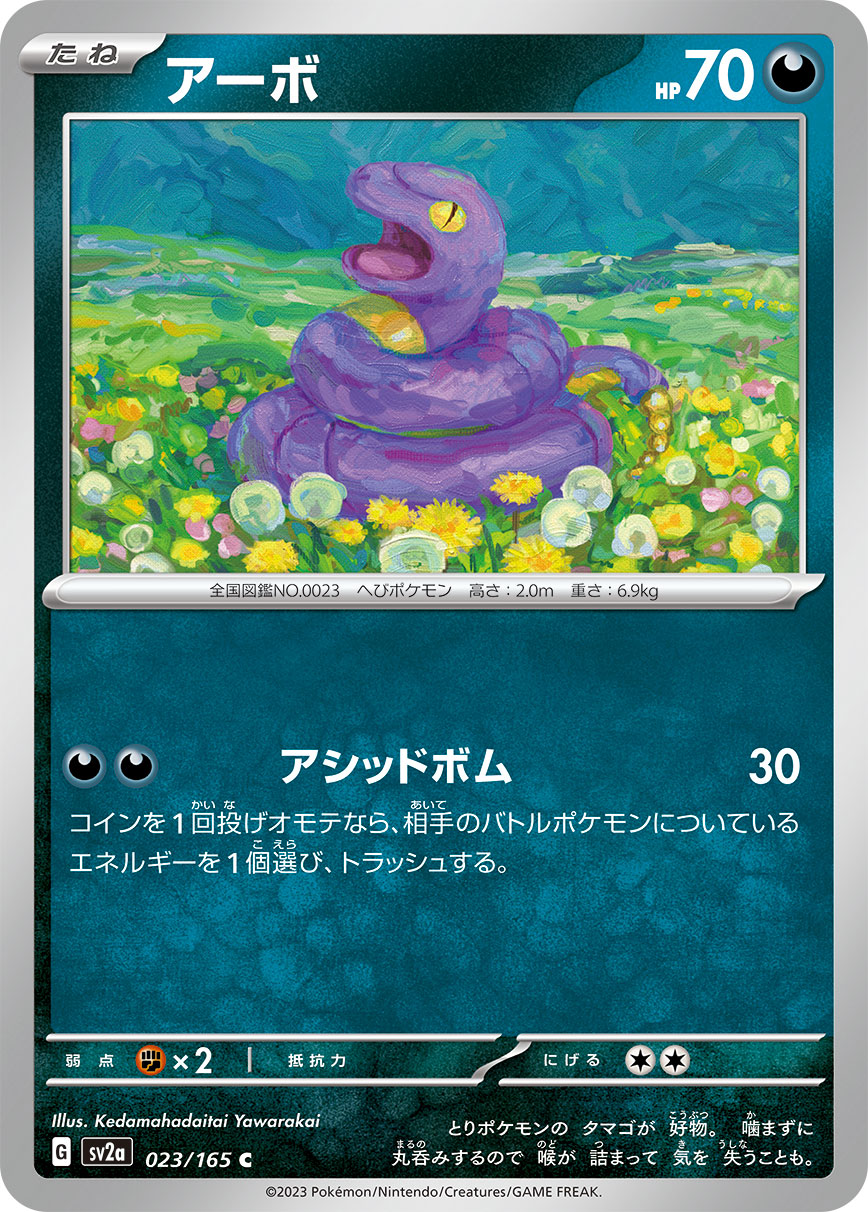 たね
アーボ
HP70
全国図鑑NO.0023 へびポケモン 高さ：2.0m 重さ：6.9kg
アシッドボム 30
コインを1回投げオモテなら、相手のバトルポケモンについている
エネルギーを1個選び、トラッシュする。
弱点 ×2 抵抗力 にげる
Illus. Kedamahadaitai Yawarakai
G sv2a 023/165 C
とりポケモンの タマゴが 好物。 噛まずに
丸呑みするので 喉が 詰まって 気を 失うことも。
©2023 Pokémon/Nintendo/Creatures/GAME FREAK.